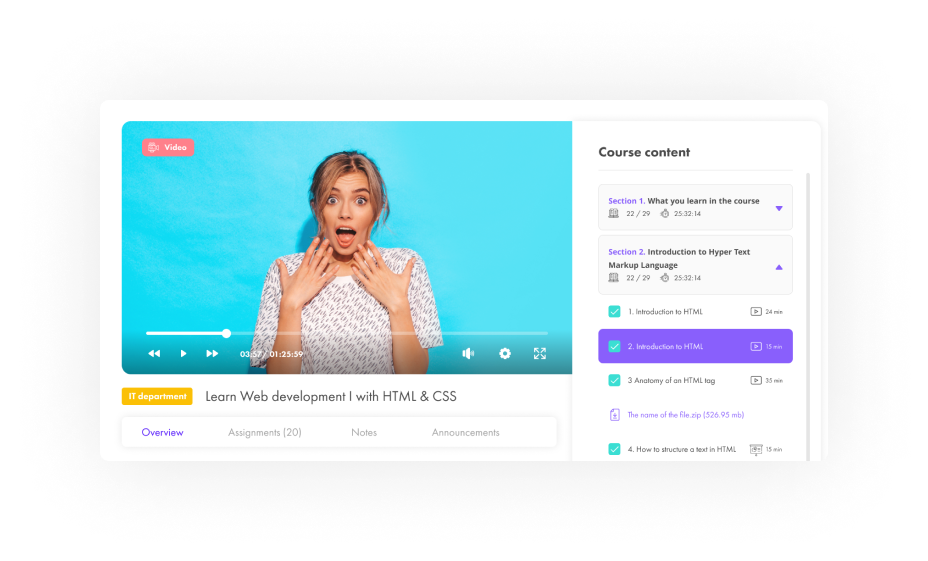 Video
03:57 / 01:25:59
IT department
Learn Web development I with HTML & CSS
Overview
Assignments (20)
Notes
Announcements
Course content
Section 1. What you learn in the course
22 / 29
25:32:14
Section 2. Introduction to Hyper Text
Markup Language
22 / 29
25:32:14
1. Introduction to HTML
24 min
2. Introduction to HTML
15 min
3 Anatomy of an HTML tag
35 min
The name of the file.zip (526.95 mb)
4. How to structure a text in HTML
15 min